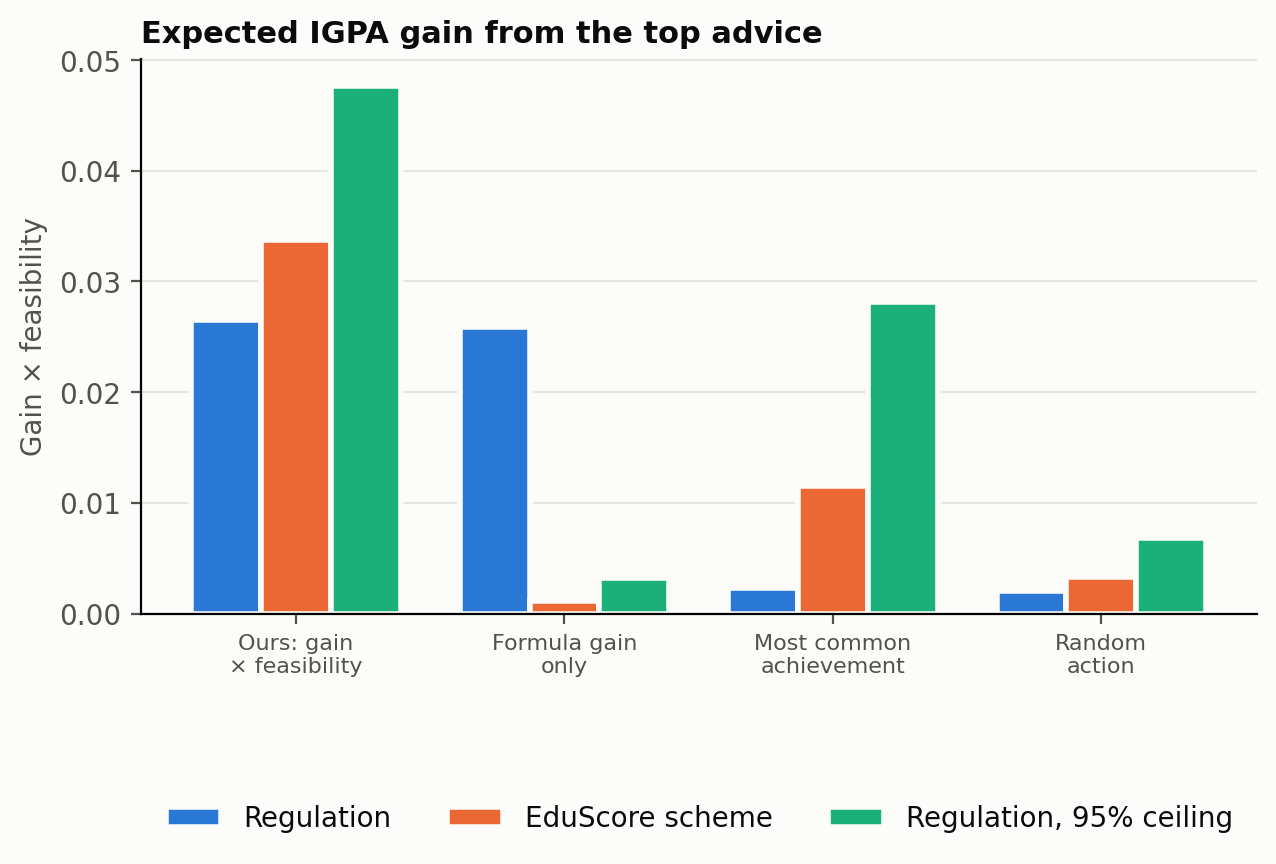 Expected IGPA gain from the top advice
Gain × feasibility
0.05
0.04
0.03
0.02
0.01
0.00
Ours: gain
× feasibility
Formula gain
only
Most common
achievement
Random
action
Regulation
EduScore scheme
Regulation, 95% ceiling